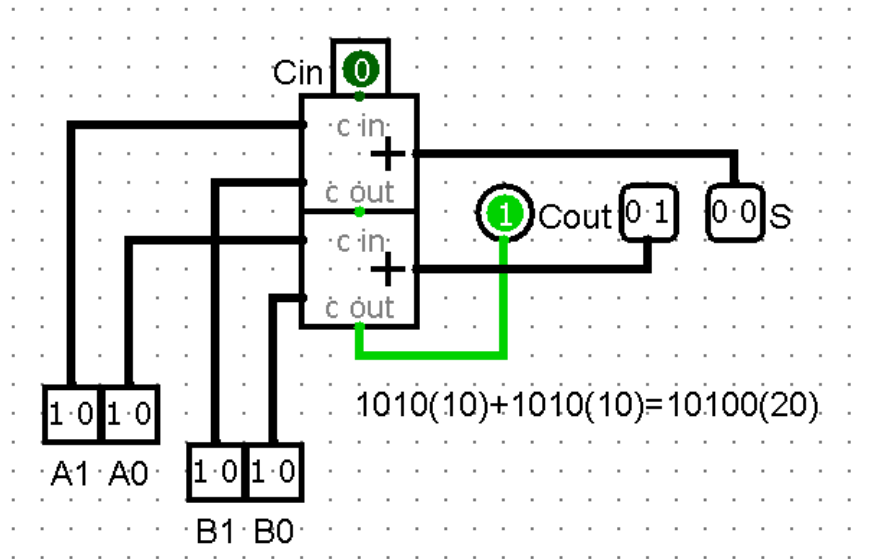 Cin 0
c in
+
c out
1 Cout 0 1 0 0 S
c in
+
c out
1010(10)+1010(10)=10100(20)
1 0 1 0
A1 A0
1 0 1 0
B1 B0